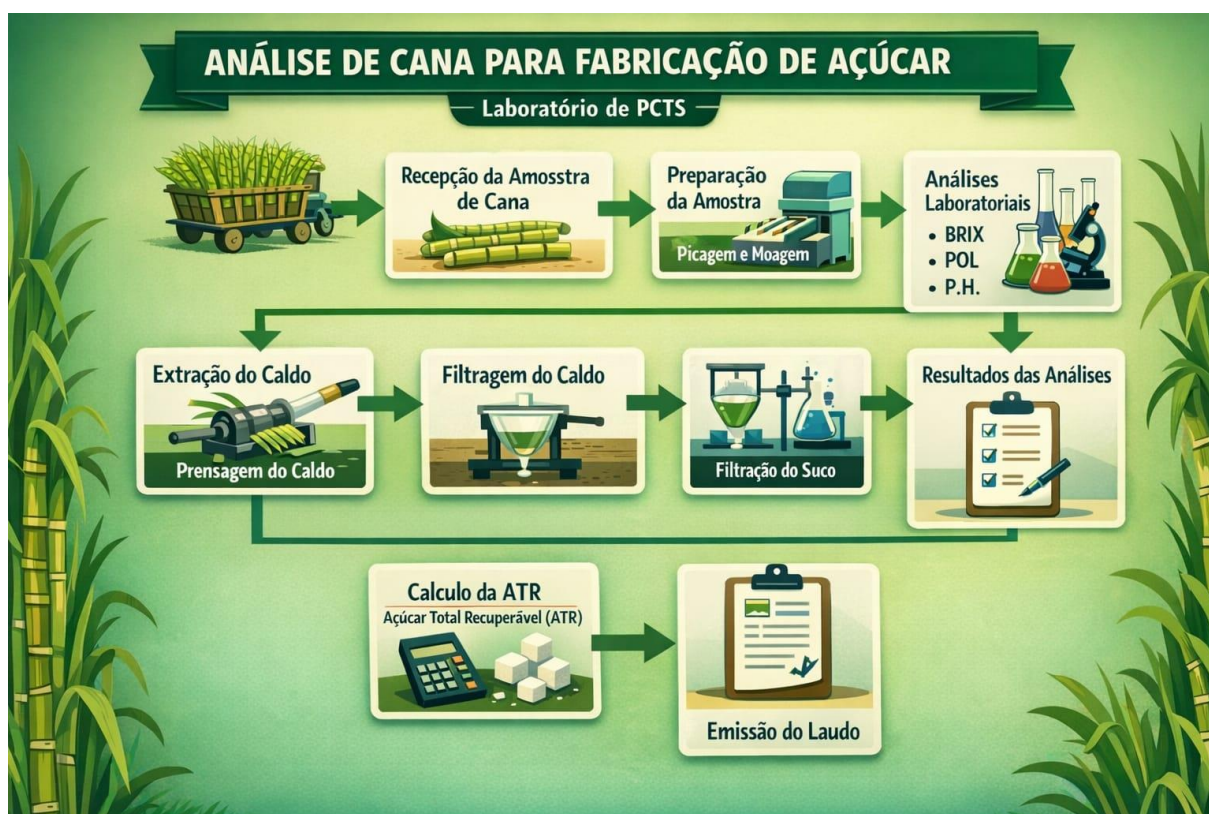 ANÁLISE DE CANA PARA FABRICAÇÃO DE AÇÚCAR
Laboratório de PCTS
Recepção da Amosstra
de Cana
Preparação
da Amostra
Picagem e Moagem
Análises
Laboratoriais
• BRIX
• POL
• P.H.
Extração do Caldo
Prensagem do Caldo
Filtragem do Caldo
Filtração do Suco
Resultados das Análises
Calculo da ATR
Açúcar Total Recuperável (ATR)
Emissão do Laudo